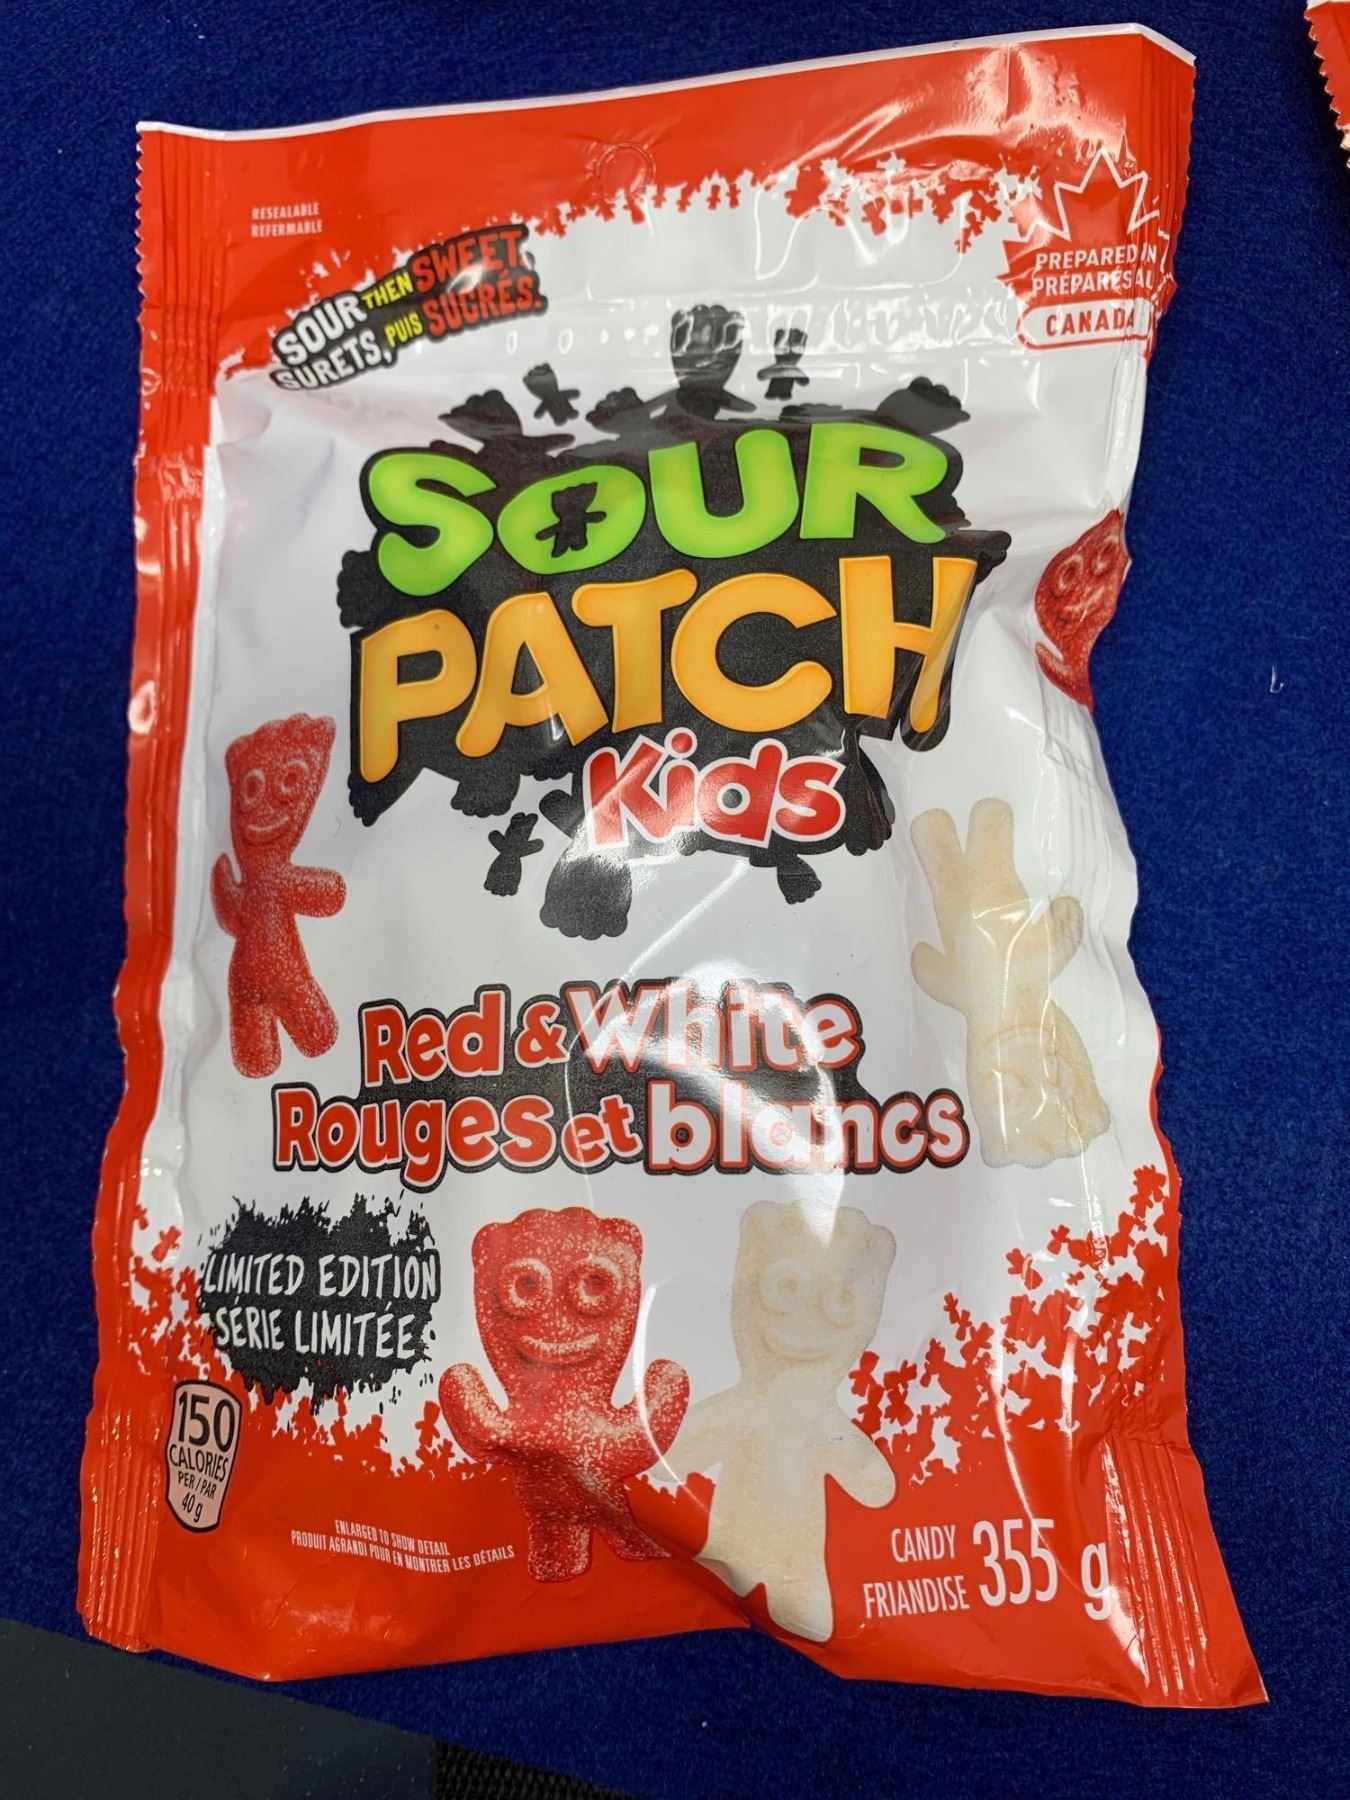 RESEALABLE
REFERMABLE
SOUR THEN SWEET.
SURETS, PUIS SUCRÉS.
PREPARED IN
PRÉPARÉS AU
CANADA
SOUR
PATCH
Kids
Red & White
Rouges et blancs
LIMITED EDITION
SÉRIE LIMITÉE
150
CALORIES
PER / PAR
40 g
ENLARGED TO SHOW DETAIL
PRODUIT AGRANDI POUR EN MONTRER LES DÉTAILS
CANDY
FRIANDISE
355 g